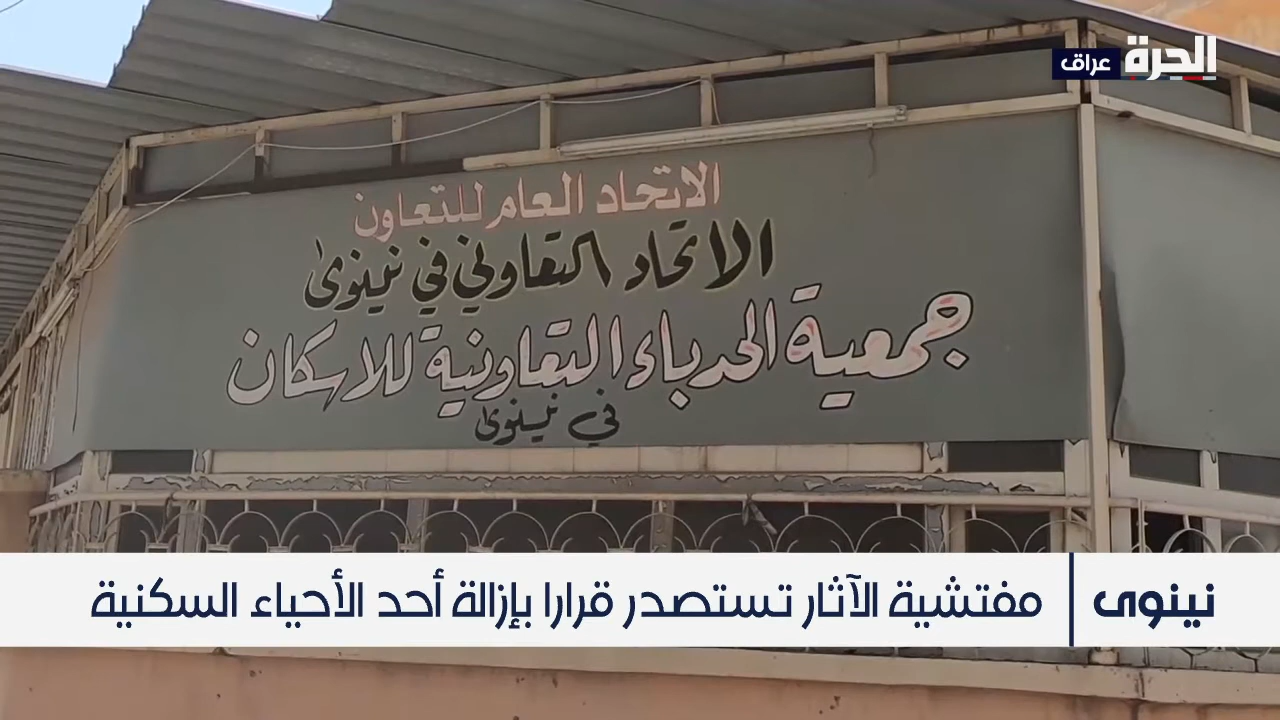 الحرة
عراق
الاتحاد العام للتعاون
الاتحاد التعاوني في نينوى
جمعية الحدباء التعاونية للاسكان
في نينوى
نينوى
مفتشية الآثار تستصدر قرارا بإزالة أحد الأحياء السكنية